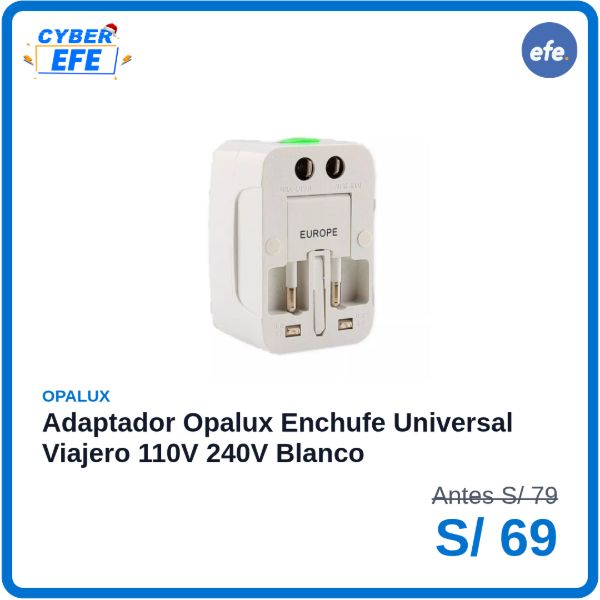 CYBER
EFE
efe.
EUROPE
OPALUX
Adaptador Opalux Enchufe Universal
Viajero 110V 240V Blanco
Antes S/ 79
S/ 69